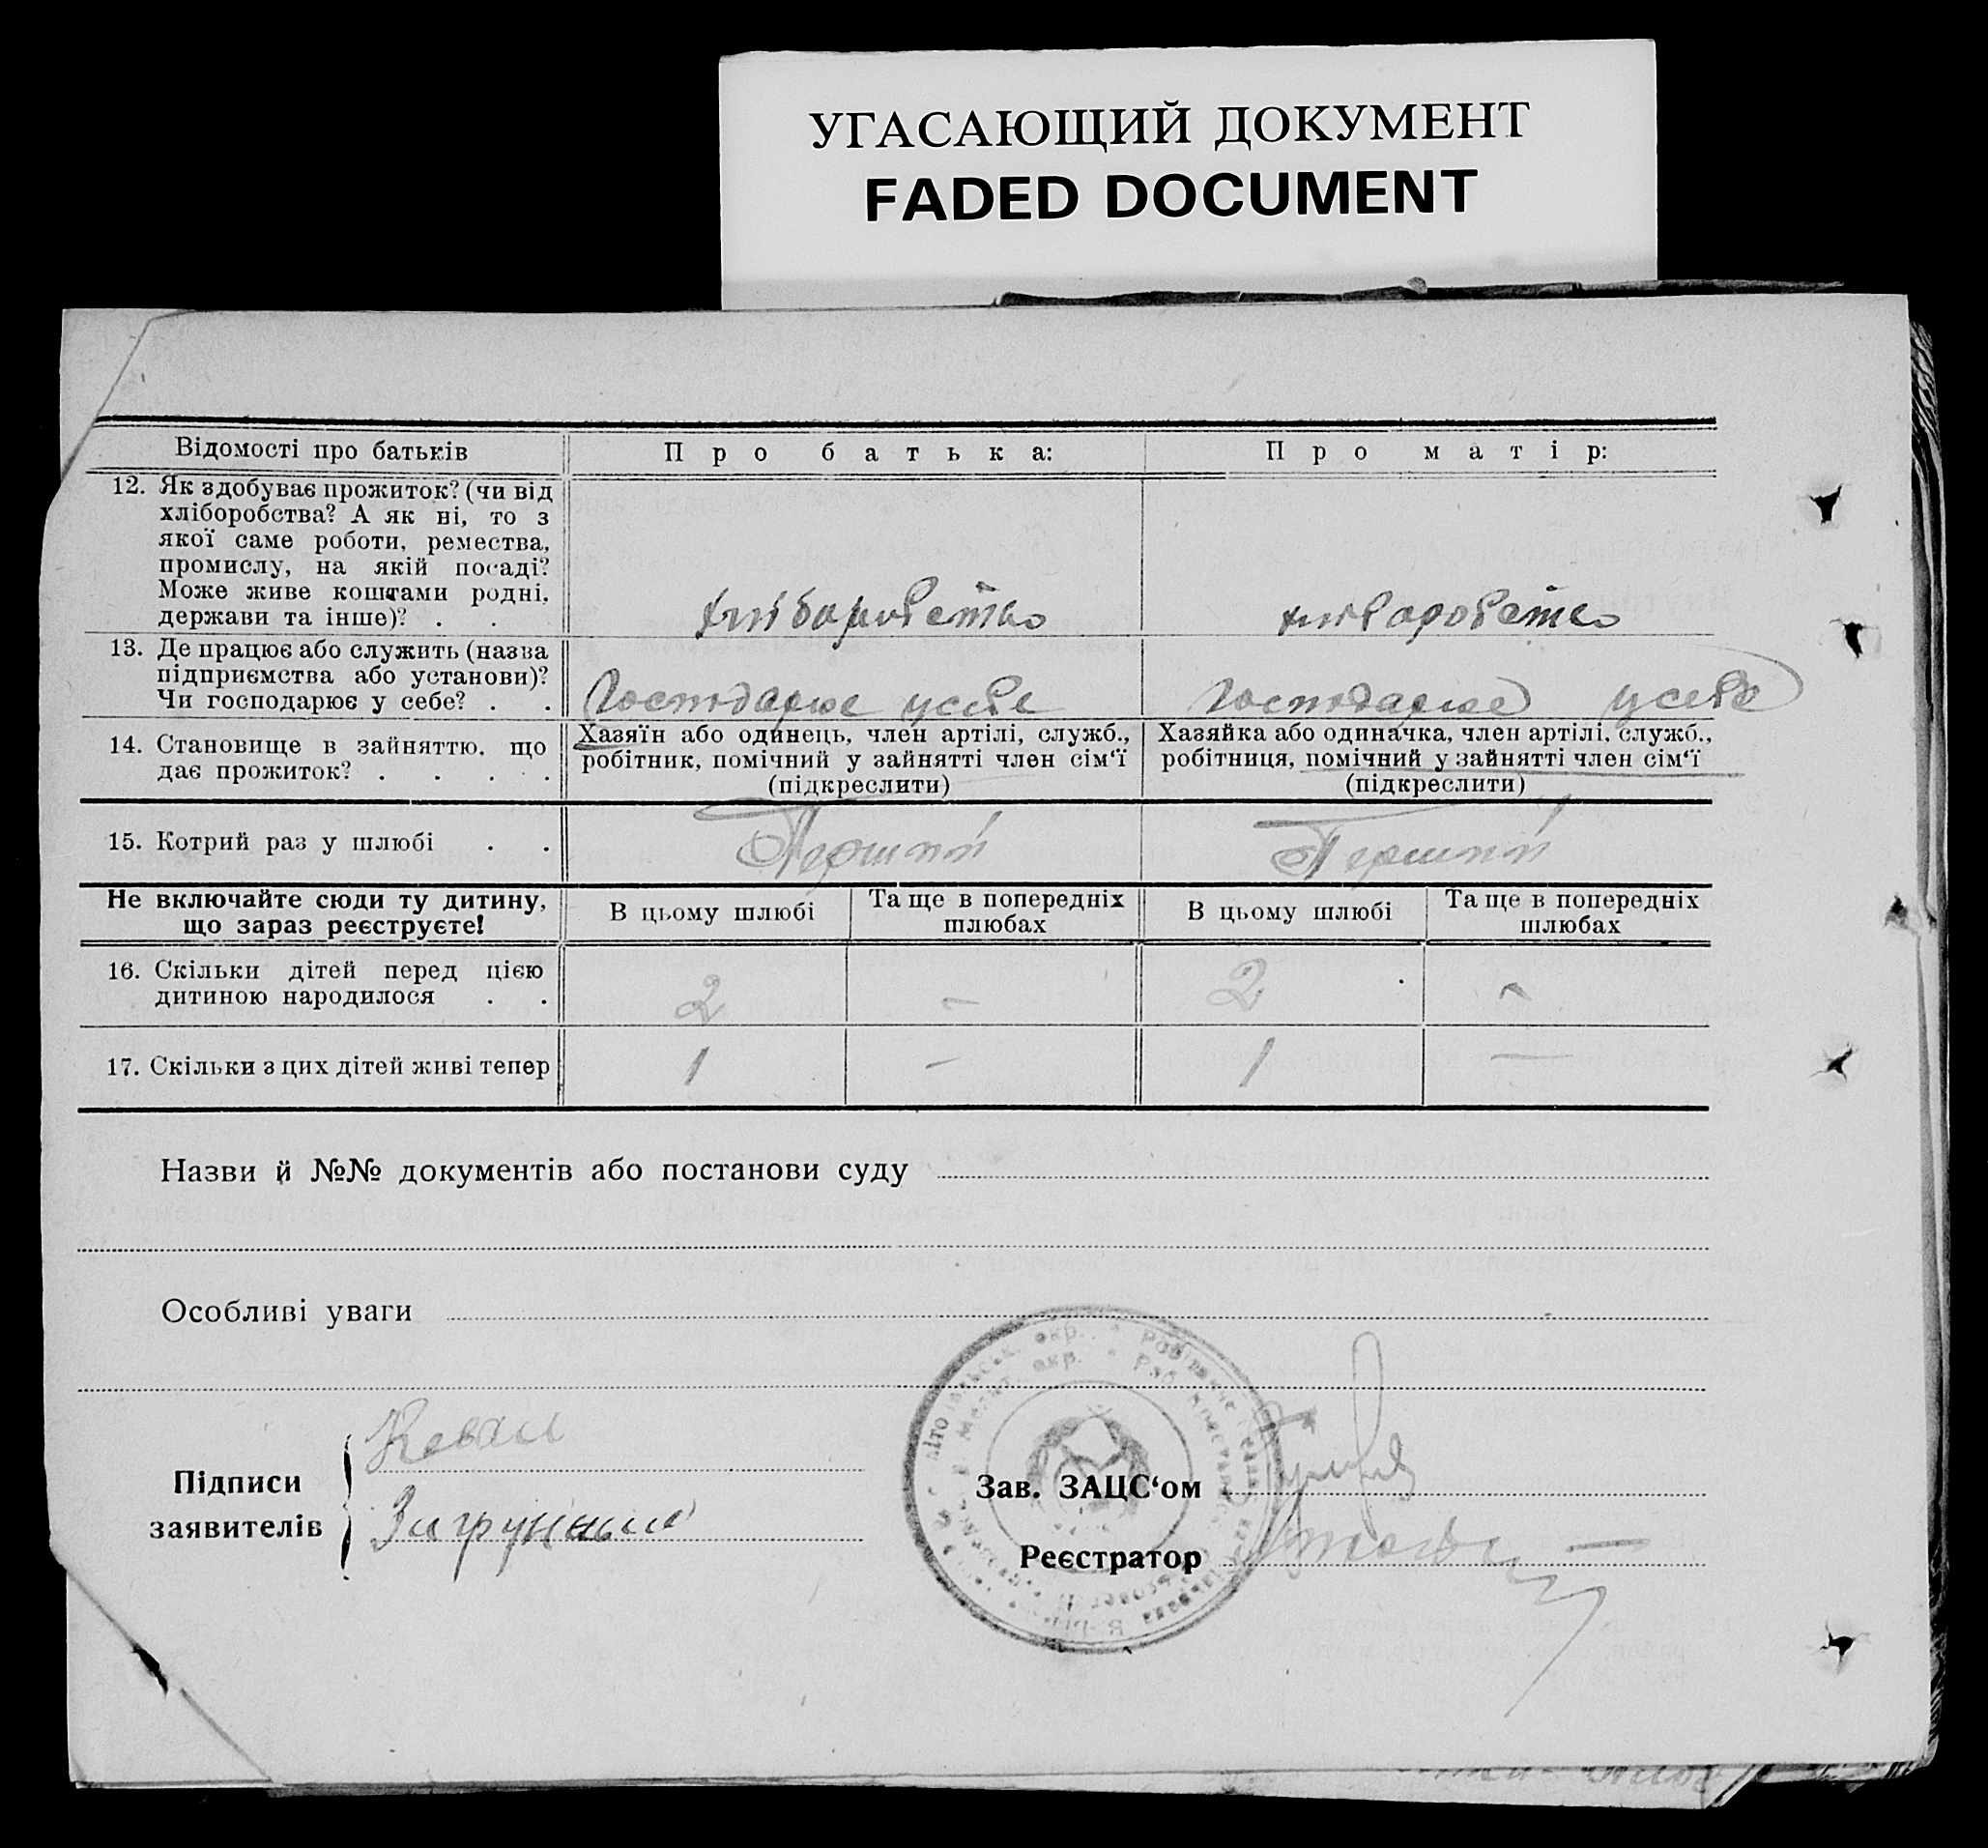 УГАСАЮЩИЙ ДОКУМЕНТ
FADED DOCUMENT
Відомості про батьків
Про батька:
Про матір:
12. Як здобуває прожиток? (чи від
хліборобства? А як ні, то з
якої саме роботи, ремества,
промислу, на якій посаді?
Може живе коштами родні,
держави та інше)? . .
хліборобство
хліборобство
13. Де працює або служить (назва
підприємства або установи)?
Чи господарює у себе? . .
Господарює у себе
Господарює у себе
14. Становище в зайняттю, що
дає прожиток? . . . .
Хазяїн або одинець, член артілі, служб.,
робітник, помічний у зайнятті член сім‘ї
(підкреслити)
Хазяйка або одиначка, член артілі, служб.,
робітниця, помічний у зайнятті член сім‘ї
(підкреслити)
15. Котрий раз у шлюбі . .
Перший
Перший
Не включайте сюди ту дитину,
що зараз реєструєте!
В цьому шлюбі
Та ще в попередніх
шлюбах
В цьому шлюбі
Та ще в попередніх
шлюбах
16. Скільки дітей перед цією
дитиною народилося . .
2
–
2
–
17. Скільки з цих дітей живі тепер
1
–
1
—
Назви й №№ документів або постанови суду
Особливі уваги
Підписи
заявителів
Зав. ЗАЦС‘ом
Реєстратор